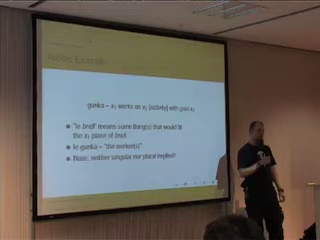 gunka – x₁ works on x₂ [activity] with goal x₃
"le broda" means some thing(s) that would fit
the x₁ place of broda.
le gunka – "the worker(s)"
Note: neither singular nor plural implied!